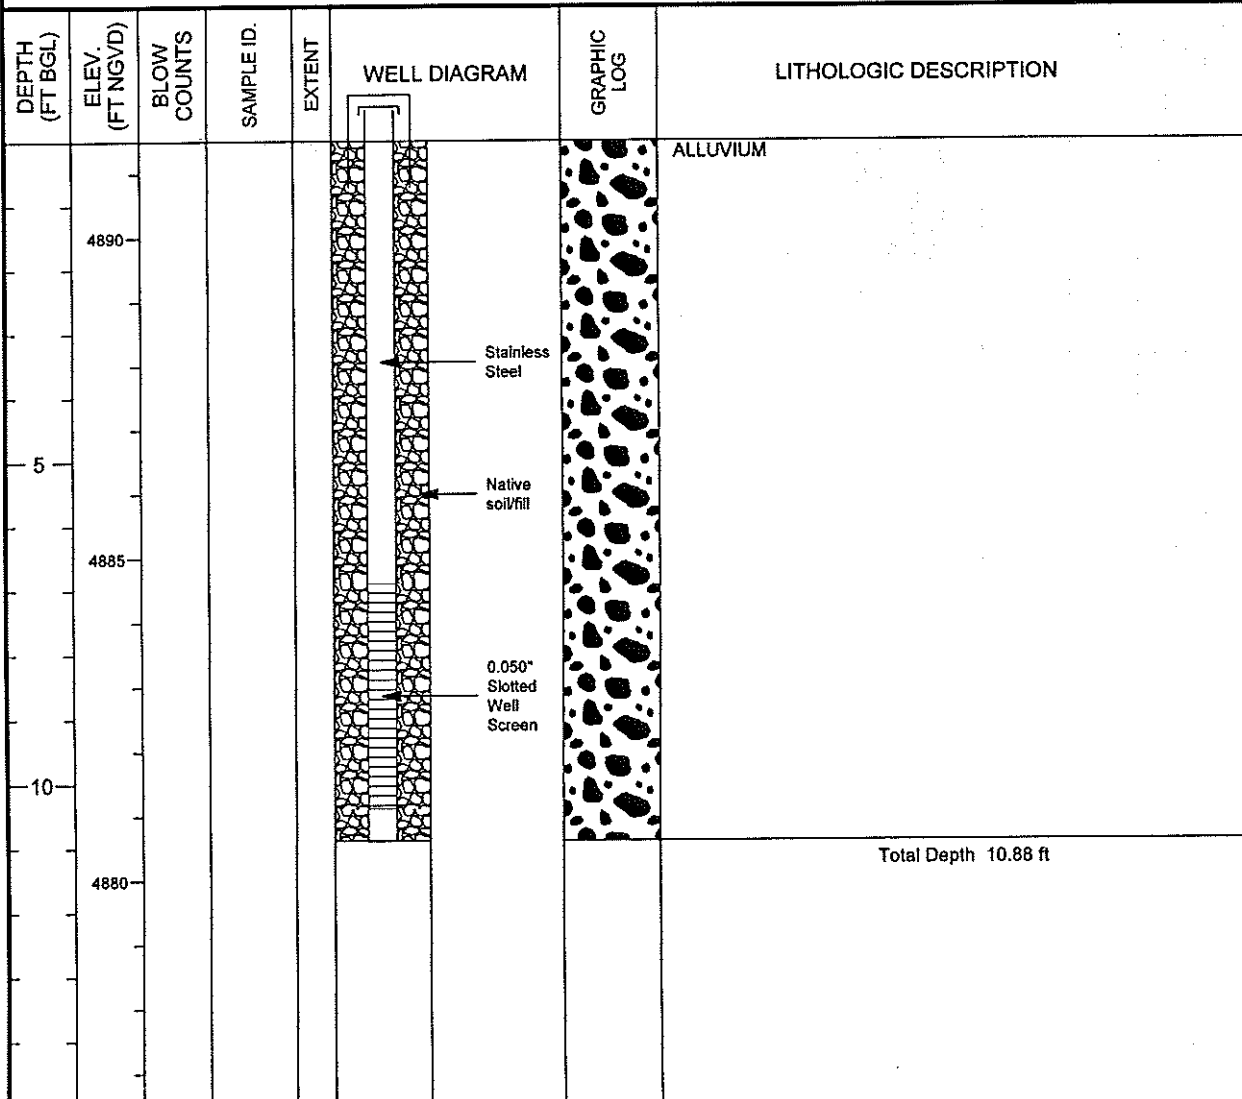 DEPTH
(FT BGL)
ELEV.
(FT NGVD)
BLOW
COUNTS
SAMPLE ID.
EXTENT
WELL DIAGRAM
GRAPHIC
LOG
LITHOLOGIC DESCRIPTION
ALLUVIUM
4890
Stainless
Steel
5
Native
soil/fill
4885
0.050"
Slotted
Well
Screen
10
Total Depth 10.88 ft
4880